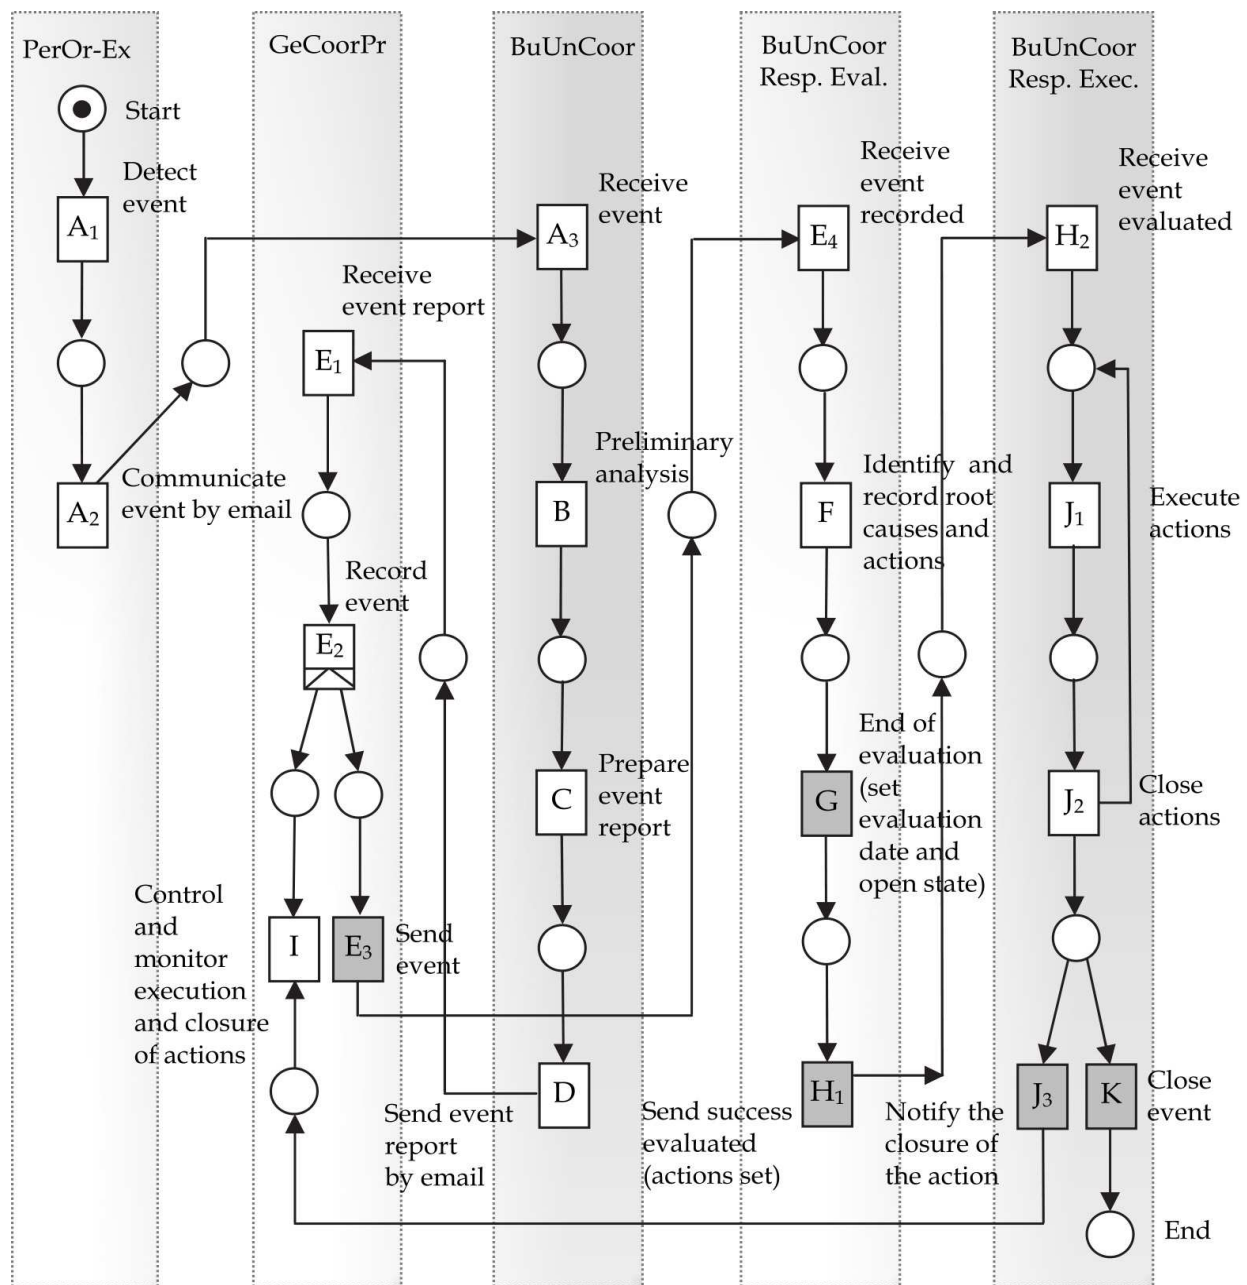 PerOr-Ex
GeCoorPr
BuUnCoor
BuUnCoor
Resp. Eval.
BuUnCoor
Resp. Exec.
Start
Detect
event
A₁
A₂
Communicate
event by email
Receive
event report
E₁
Record
event
E₂
I
E₃
Send
event
Control
and
monitor
execution
and closure
of actions
Receive
event
A₃
Preliminary
analysis
B
C
Prepare
event
report
D
Send event
report
by email
Receive
event
recorded
E₄
Identify and
record root
causes and
actions
F
End of
evaluation
(set
evaluation
date and
open state)
G
H₁
Send success
evaluated
(actions set)
Receive
event
evaluated
H₂
J₁
Execute
actions
J₂
Close
actions
J₃
K
Notify the
closure of
the action
Close
event
End